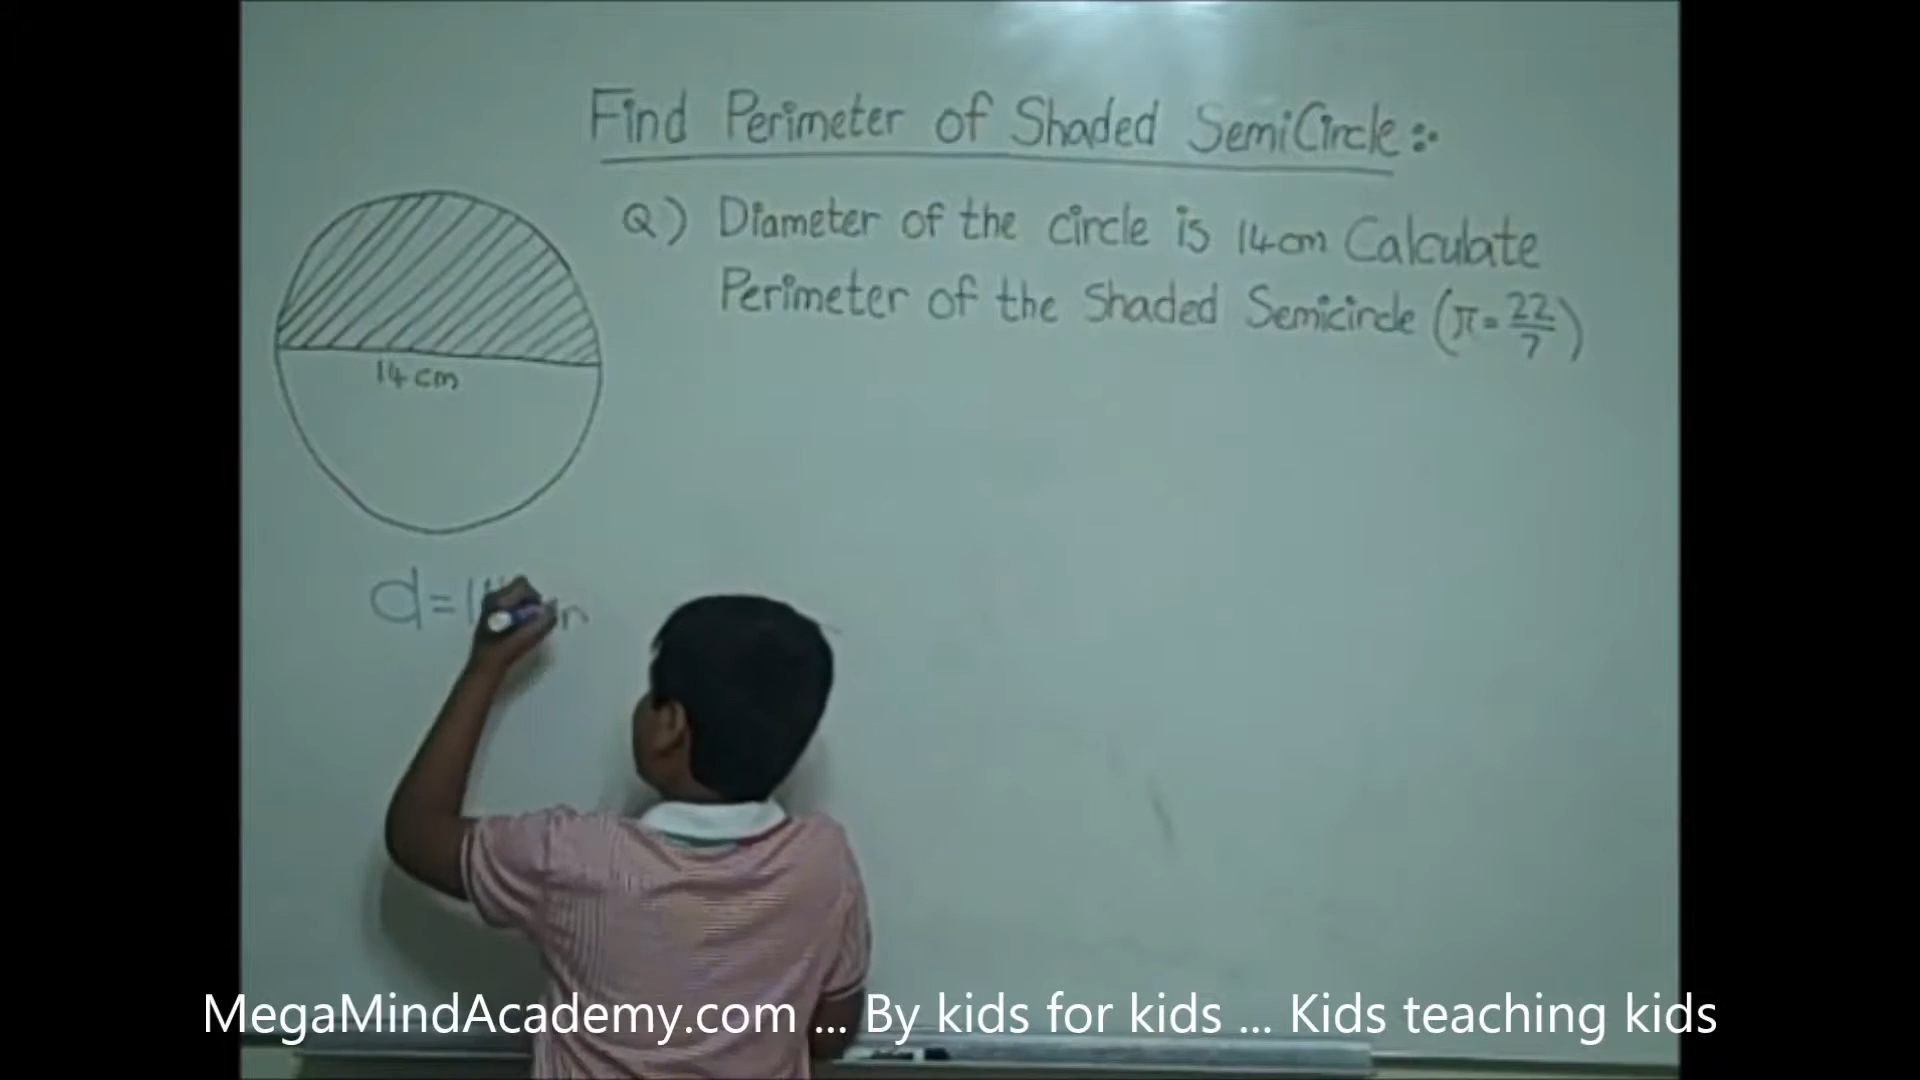 Find Perimeter of Shaded SemiCircle:-
Q) Diameter of the circle is 14cm Calculate
Perimeter of the Shaded Semicircle (π = 22/7)
14 cm
d=
MegaMindAcademy.com ... By kids for kids ... Kids teaching kids